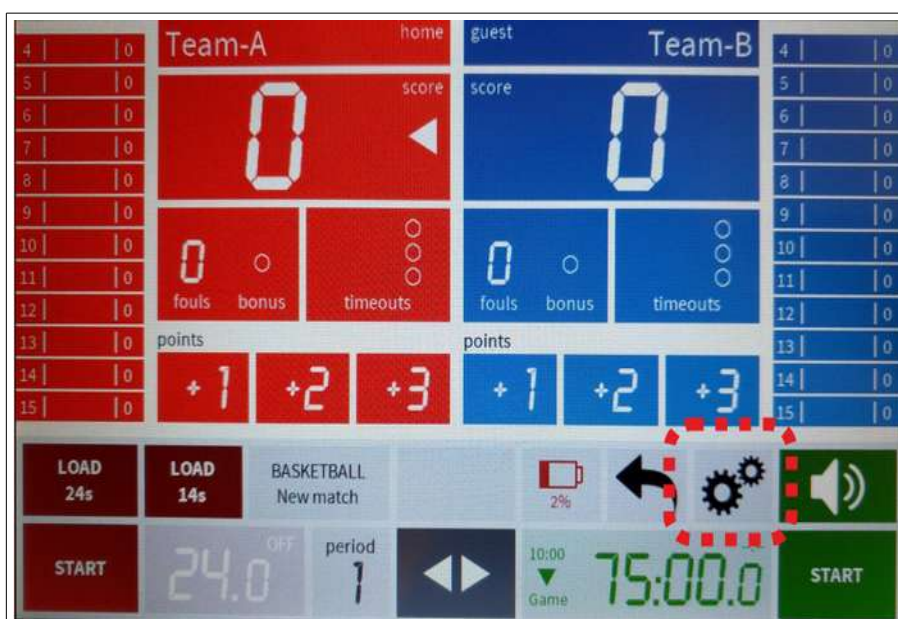 Team-A home
guest Team-B
4 0
5 0
6 0
7 0
8 0
9 0
10 0
11 0
12 0
13 0
14 0
15 0
score
0
score
0
0
fouls bonus
timeouts
0
fouls bonus
timeouts
points
+1 +2 +3
points
+1 +2 +3
4 0
5 0
6 0
7 0
8 0
9 0
10 0
11 0
12 0
13 0
14 0
15 0
LOAD
24s
LOAD
14s
BASKETBALL
New match
2%
START
OFF
24.0
period
1
10:00
Game
75:00.0
START